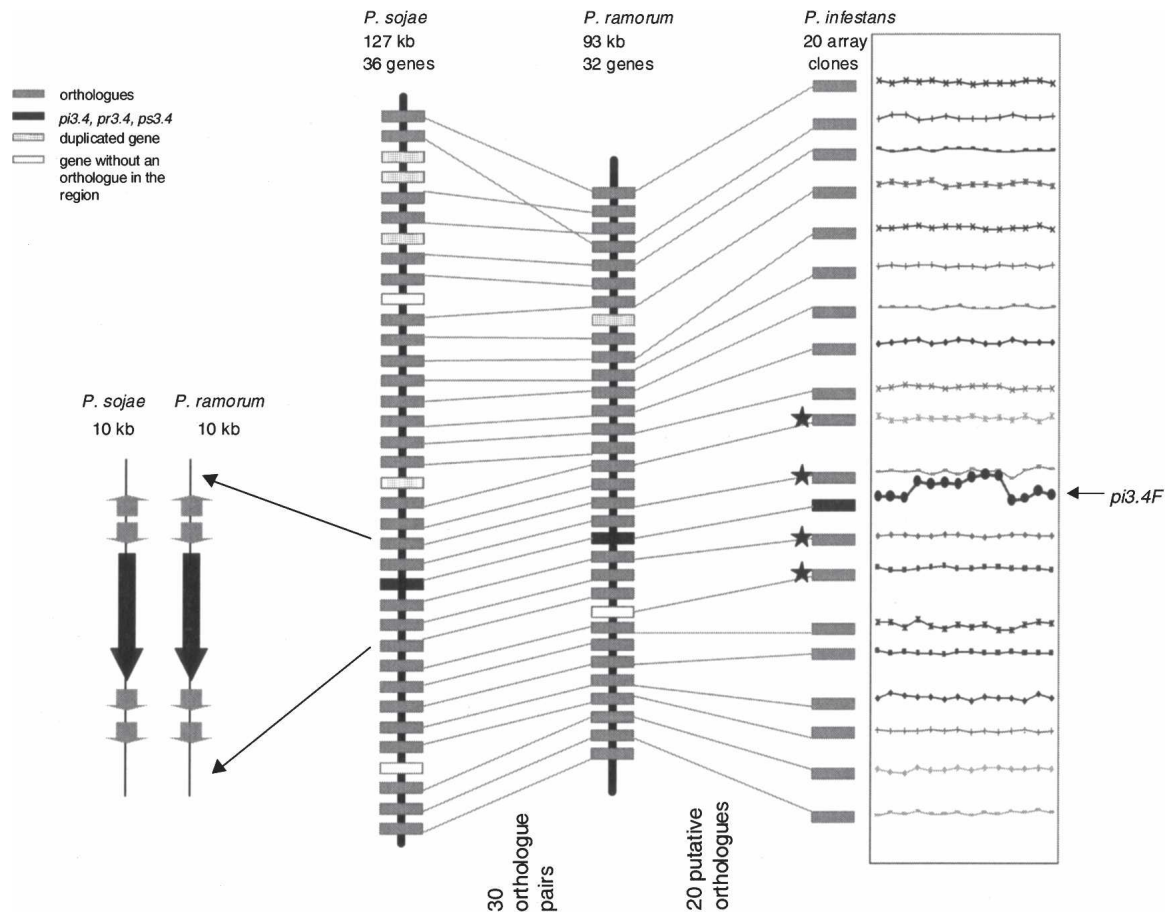 P. sojae
127 kb
36 genes
P. ramorum
93 kb
32 genes
P. infestans
20 array
clones
orthologues
pi3.4, pr3.4, ps3.4
duplicated gene
gene without an
orthologue in the
region
P. sojae
10 kb
P. ramorum
10 kb
pi3.4F
30
orthologue
pairs
20 putative
orthologues